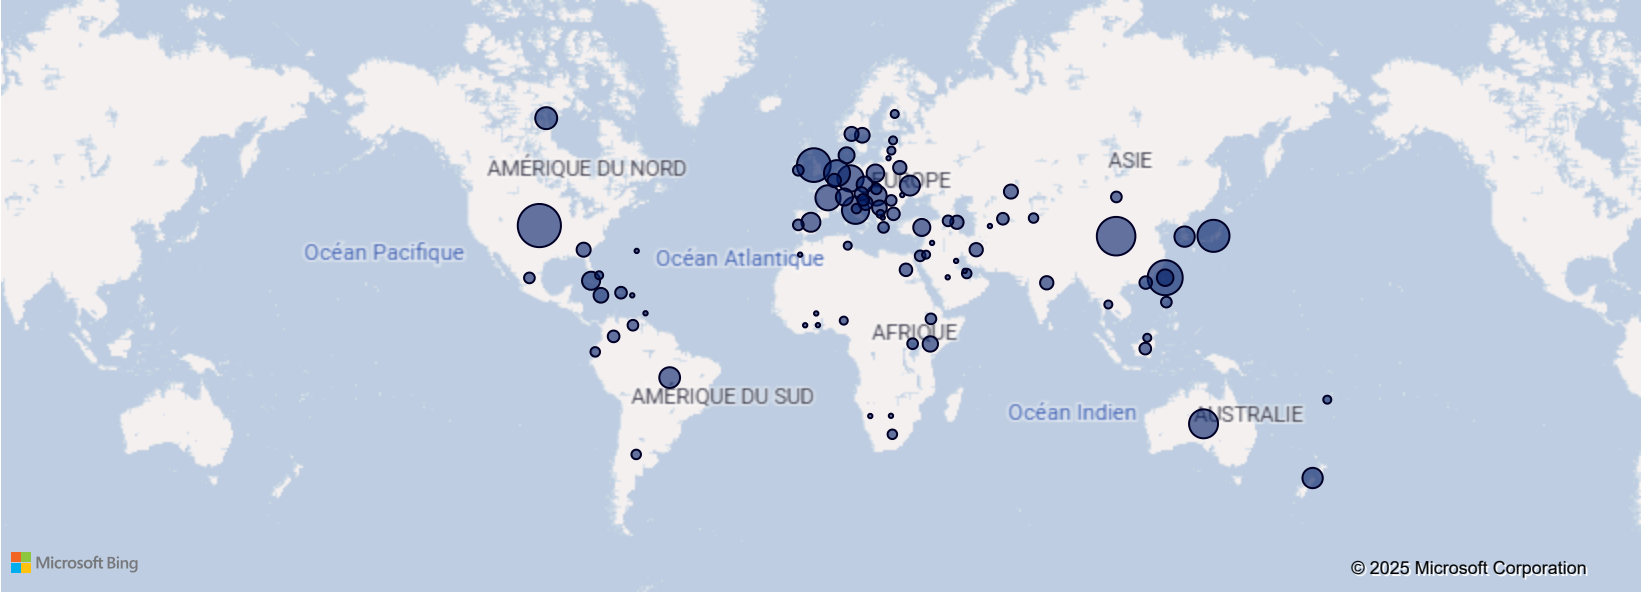 ASIE
AMÉRIQUE DU NORD
EUROPE
Océan Pacifique
Océan Atlantique
AFRIQUE
AMÉRIQUE DU SUD
Océan Indien
AUSTRALIE
Microsoft Bing
© 2025 Microsoft Corporation